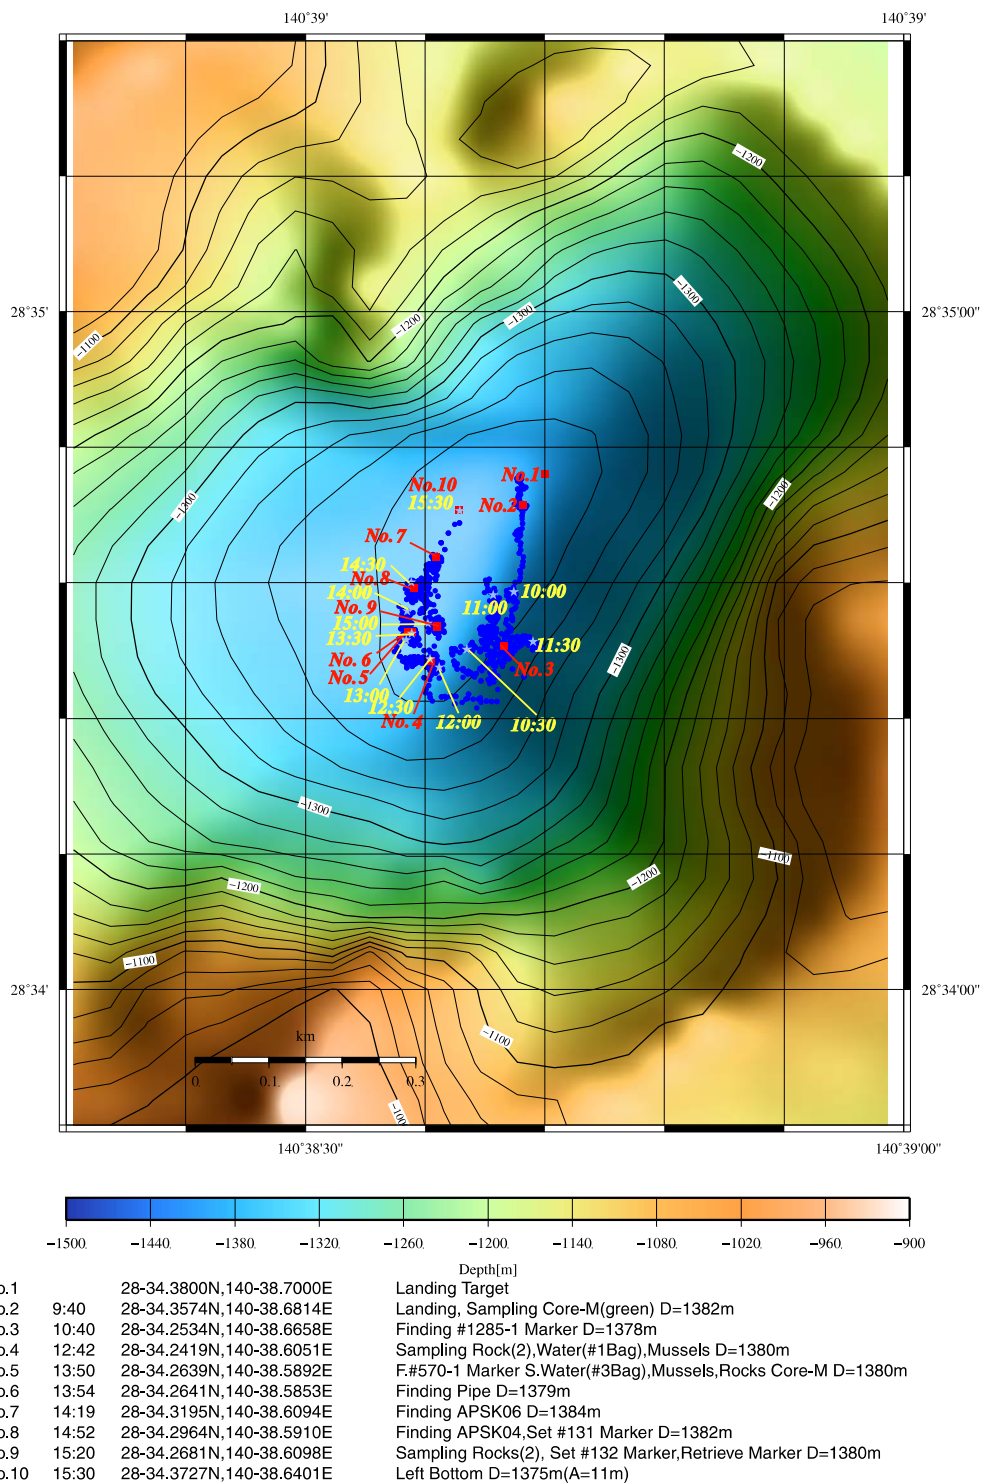 140°39' 140°39'
-1200
-1300
-1300
-1200
28°35' 28°35'00"
-1100
-1300
-1200
No.1
No.10
15:30
No.2
No.7
14:30
No.8
14:00
10:00
11:00
No.9
15:00
13:30
11:30
No.6
No.3
No.5
-1300
13:00
12:30
No.4
12:00
10:30
-1300
-1100
-1200
-1200
-1100
28°34' 28°34'00"
-1100
km
0. 0.1. 0.2 0.3
-100
140°38'30" 140°39'00"
-1500. -1440. -1380. -1320. -1260. -1200. -1140. -1080. -1020. -960. -900
Depth[m]
o.1 28-34.3800N,140-38.7000E Landing Target
o.2 9:40 28-34.3574N,140-38.6814E Landing, Sampling Core-M(green) D=1382m
o.3 10:40 28-34.2534N,140-38.6658E Finding #1285-1 Marker D=1378m
o.4 12:42 28-34.2419N,140-38.6051E Sampling Rock(2),Water(#1Bag),Mussels D=1380m
o.5 13:50 28-34.2639N,140-38.5892E F.#570-1 Marker S.Water(#3Bag),Mussels,Rocks Core-M D=1380m
o.6 13:54 28-34.2641N,140-38.5853E Finding Pipe D=1379m
o.7 14:19 28-34.3195N,140-38.6094E Finding APSK06 D=1384m
o.8 14:52 28-34.2964N,140-38.5910E Finding APSK04,Set #131 Marker D=1382m
o.9 15:20 28-34.2681N,140-38.6098E Sampling Rocks(2), Set #132 Marker,Retrieve Marker D=1380m
o.10 15:30 28-34.3727N,140-38.6401E Left Bottom D=1375m(A=11m)